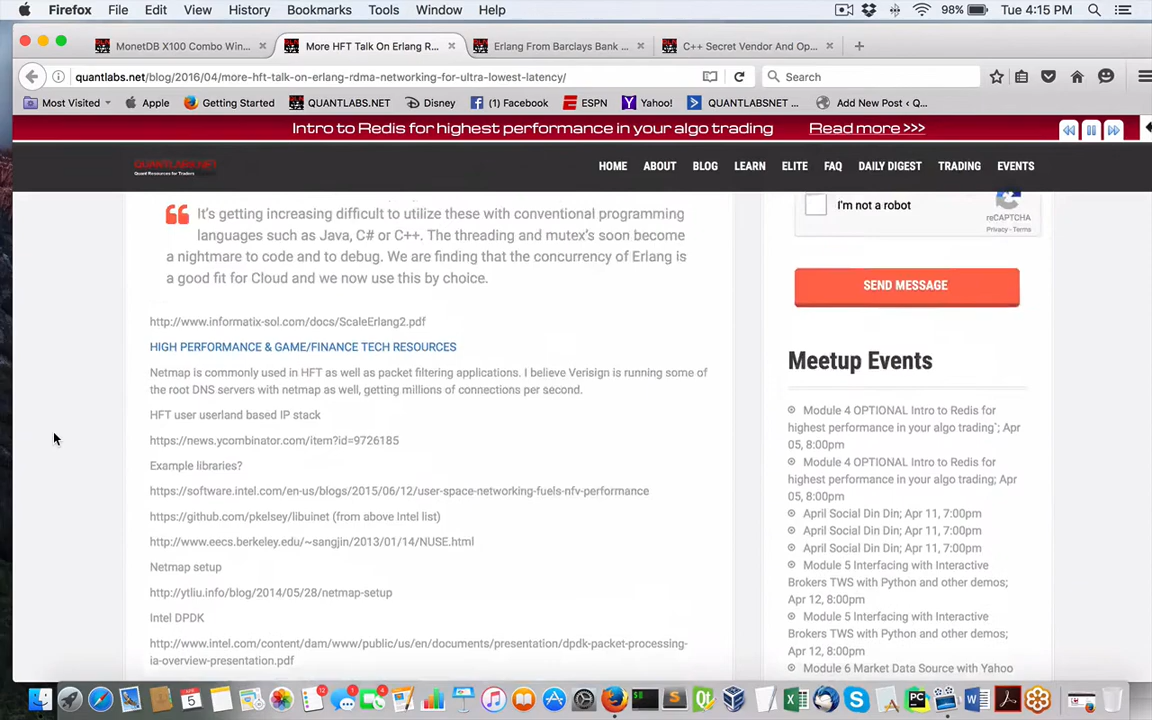 Firefox File Edit View History Bookmarks Tools Window Help 98% Tue 4:15 PM
MonetDB X100 Combo Win... × More HFT Talk On Erlang R... × Erlang From Barclays Bank ... × C++ Secret Vendor And Op... × +
quantlabs.net/blog/2016/04/more-hft-talk-on-erlang-rdma-networking-for-ultra-lowest-latency/ Search
Most Visited Apple Getting Started QUANTLABS.NET Disney (1) Facebook ESPN Yahoo! QUANTLABSNET ... Add New Post ‹ Q...
Intro to Redis for highest performance in your algo trading Read more >>>
QUANTLABS.NET
Quant Resources for Traders
HOME ABOUT BLOG LEARN ELITE FAQ DAILY DIGEST TRADING EVENTS
It's getting increasing difficult to utilize these with conventional programming
languages such as Java, C# or C++. The threading and mutex's soon become
a nightmare to code and to debug. We are finding that the concurrency of Erlang is
a good fit for Cloud and we now use this by choice.
http://www.informatix-sol.com/docs/ScaleErlang2.pdf
HIGH PERFORMANCE & GAME/FINANCE TECH RESOURCES
Netmap is commonly used in HFT as well as packet filtering applications. I believe Verisign is running some of
the root DNS servers with netmap as well, getting millions of connections per second.
HFT user userland based IP stack
https://news.ycombinator.com/item?id=9726185
Example libraries?
https://software.intel.com/en-us/blogs/2015/06/12/user-space-networking-fuels-nfv-performance
https://github.com/pkelsey/libuinet (from above Intel list)
http://www.eecs.berkeley.edu/~sangjin/2013/01/14/NUSE.html
Netmap setup
http://ytliu.info/blog/2014/05/28/netmap-setup
Intel DPDK
http://www.intel.com/content/dam/www/public/us/en/documents/presentation/dpdk-packet-processing-
ia-overview-presentation.pdf
I'm not a robot
reCAPTCHA
Privacy - Terms
SEND MESSAGE
Meetup Events
Module 4 OPTIONAL Intro to Redis for
highest performance in your algo trading`; Apr
05, 8:00pm
Module 4 OPTIONAL Intro to Redis for
highest performance in your algo trading; Apr
05, 8:00pm
April Social Din Din; Apr 11, 7:00pm
April Social Din Din; Apr 11, 7:00pm
April Social Din Din; Apr 11, 7:00pm
Module 5 Interfacing with Interactive
Brokers TWS with Python and other demos;
Apr 12, 8:00pm
Module 5 Interfacing with Interactive
Brokers TWS with Python and other demos;
Apr 12, 8:00pm
Module 6 Market Data Source with Yahoo